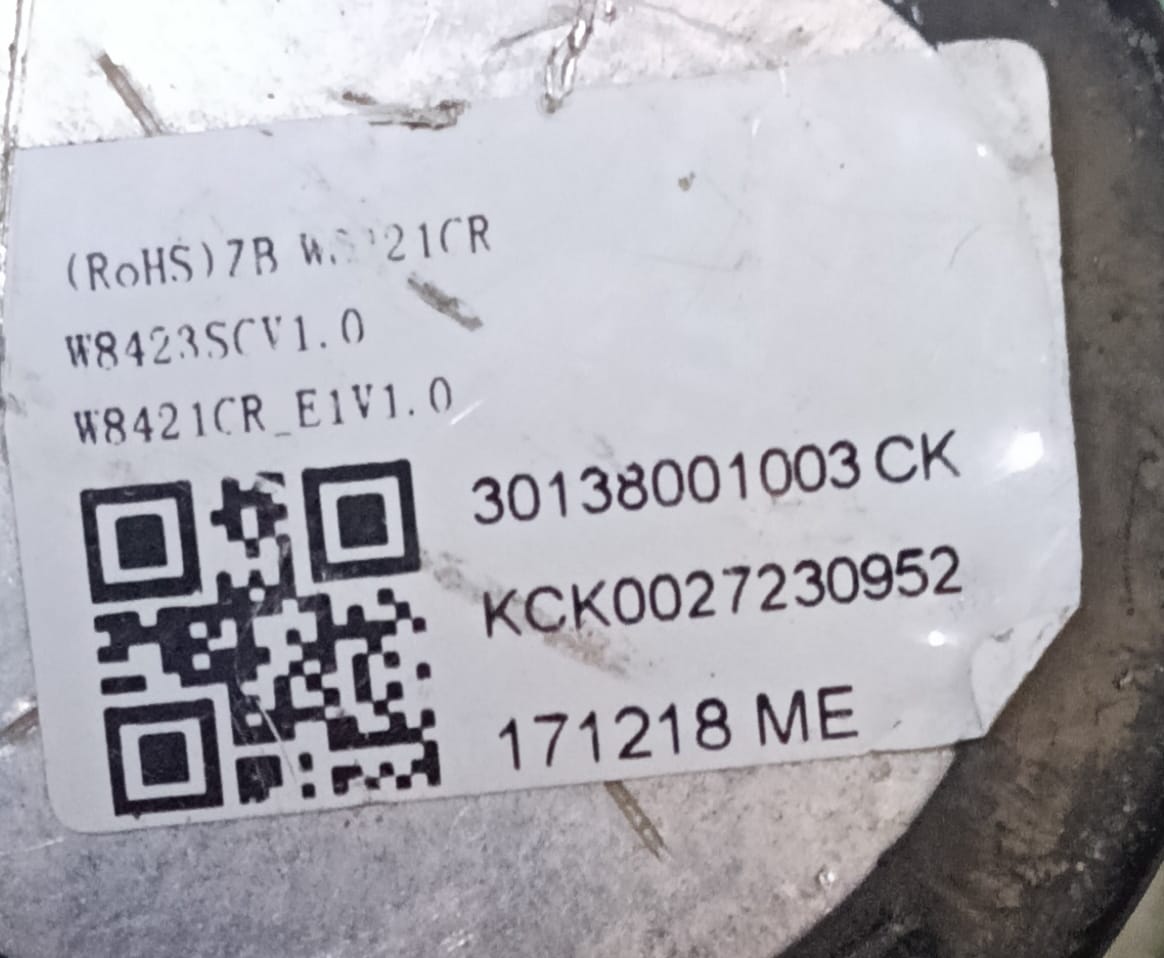 (RoHS)7B
W8423SCV1.0
W8421CR_E1V1.0
30138001003 CK
KCK0027230952
171218 ME